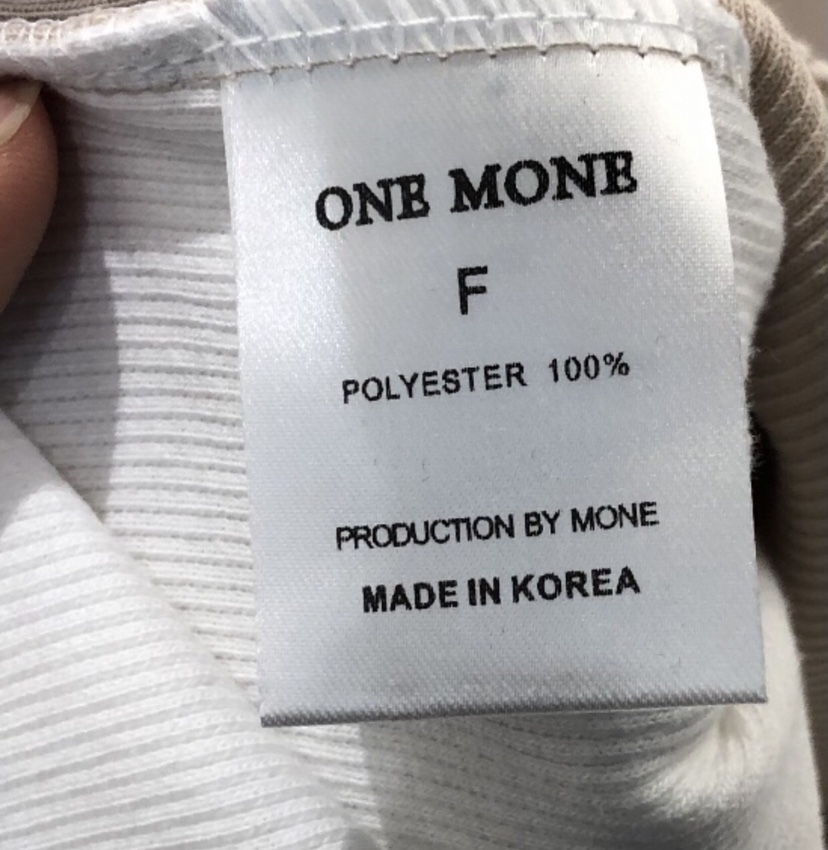 ONE MONE
F
POLYESTER 100%
PRODUCTION BY MONE
MADE IN KOREA